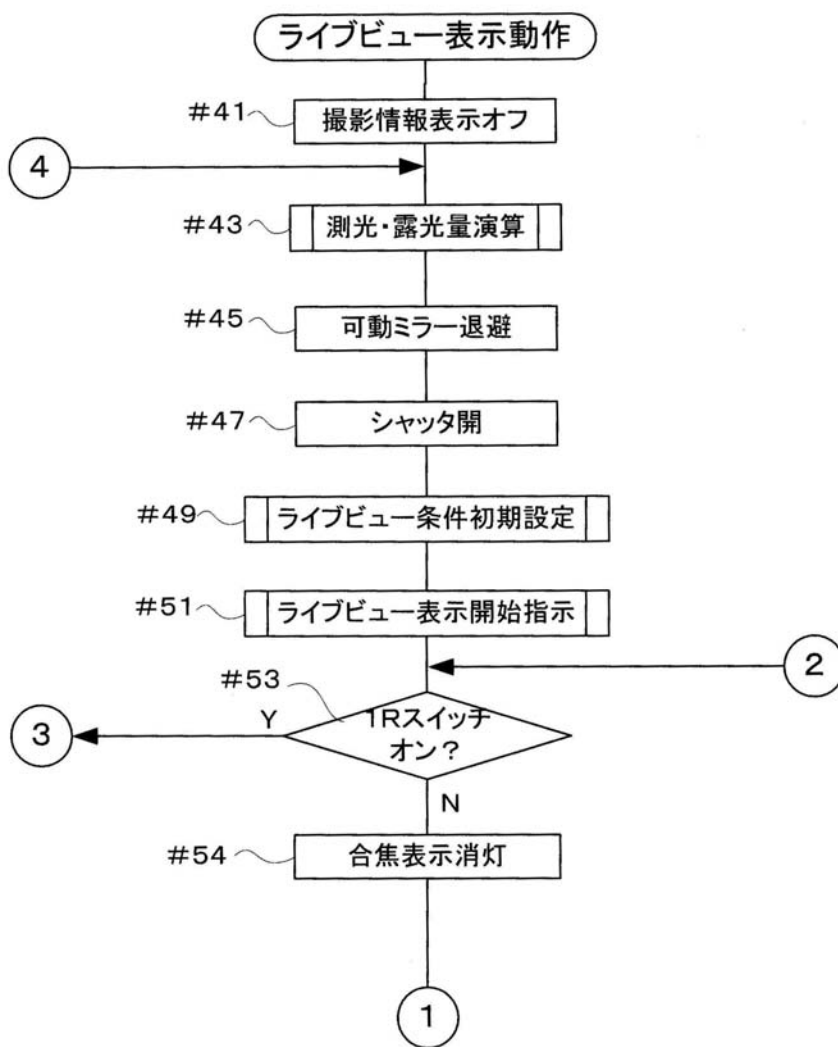 ライブビュー表示動作
#41
撮影情報表示オフ
4
#43
測光・露光量演算
#45
可動ミラー退避
#47
シャッタ開
#49
ライブビュー条件初期設定
#51
ライブビュー表示開始指示
2
#53
3
Y
1Rスイッチ
オン?
N
#54
合焦表示消灯
1